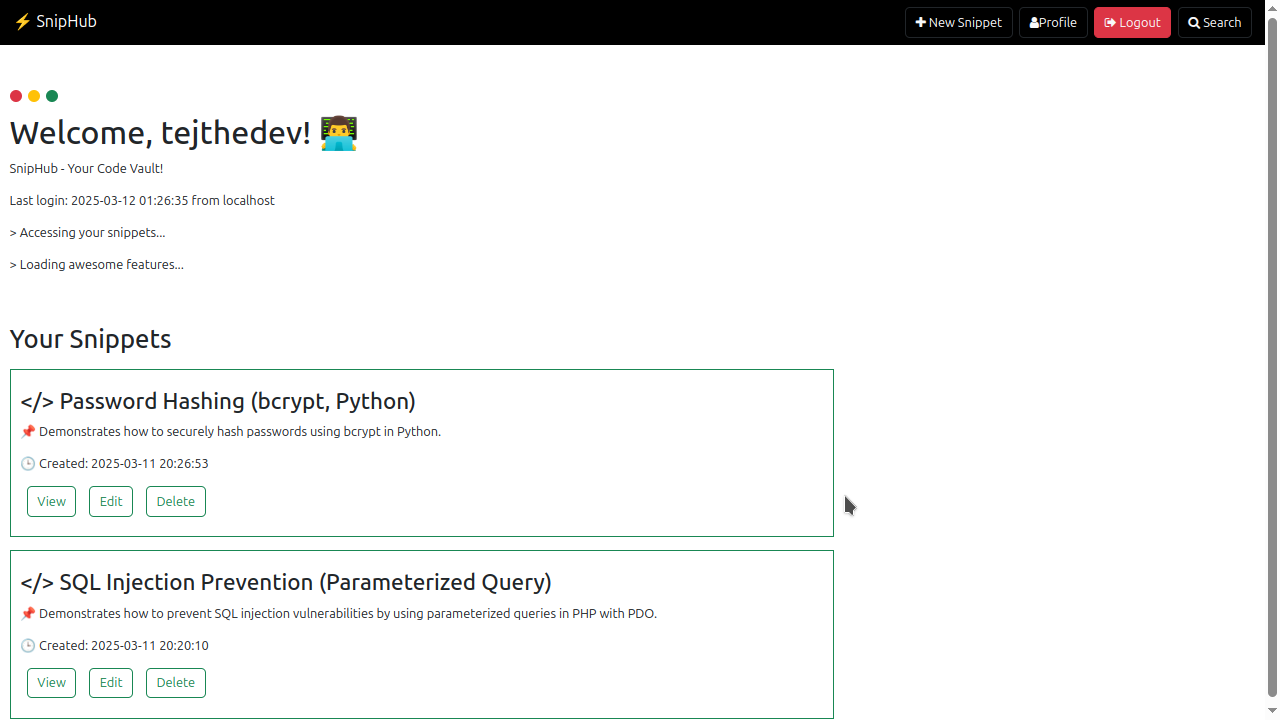 ⚡ SnipHub
New Snippet
Profile
Logout
Search
Welcome, tejthedev! 👨‍💻
SnipHub - Your Code Vault!
Last login: 2025-03-12 01:26:35 from localhost
> Accessing your snippets...
> Loading awesome features...
Your Snippets
</> Password Hashing (bcrypt, Python)
📌 Demonstrates how to securely hash passwords using bcrypt in Python.
🕒 Created: 2025-03-11 20:26:53
View Edit Delete
</> SQL Injection Prevention (Parameterized Query)
📌 Demonstrates how to prevent SQL injection vulnerabilities by using parameterized queries in PHP with PDO.
🕒 Created: 2025-03-11 20:20:10
View Edit Delete